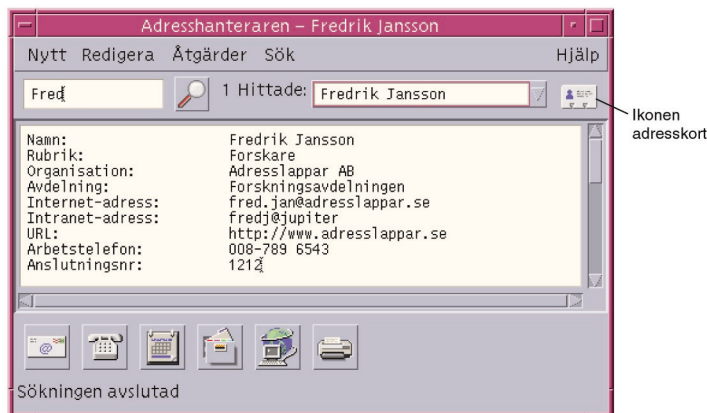 Adresshanteraren – Fredrik Jansson
Nytt Redigera Åtgärder Sök Hjälp
Fred 1 Hittade: Fredrik Jansson
Ikonen
adresskort
Namn: Fredrik Jansson
Rubrik: Forskare
Organisation: Adresslappar AB
Avdelning: Forskningsavdelningen
Internet-adress: fred.jan@adresslappar.se
Intranet-adress: fredj@jupiter
URL: http://www.adresslappar.se
Arbetstelefon: 008-789 6543
Anslutningsnr: 1212
Sökningen avslutad